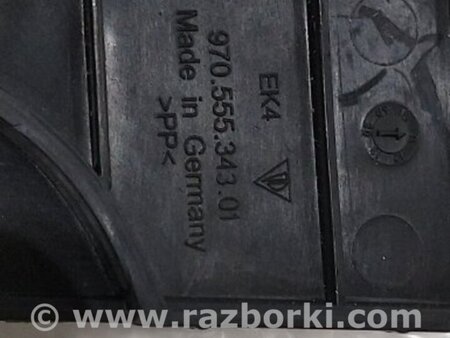 EK4
970.555.343.01
Made in Germany
>PP<
© www.razborki.com